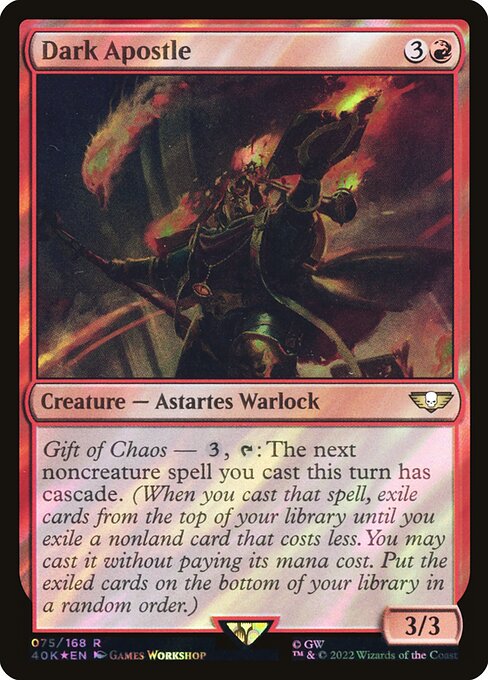 Dark Apostle 3
Creature — Astartes Warlock
Gift of Chaos — 3, : The next
noncreature spell you cast this turn has
cascade. (When you cast that spell, exile
cards from the top of your library until you
exile a nonland card that costs less. You may
cast it without paying its mana cost. Put the
exiled cards on the bottom of your library in
a random order.)
3/3
075/168 R
40K★EN Games Workshop
© GW
™ & © 2022 Wizards of the Coast